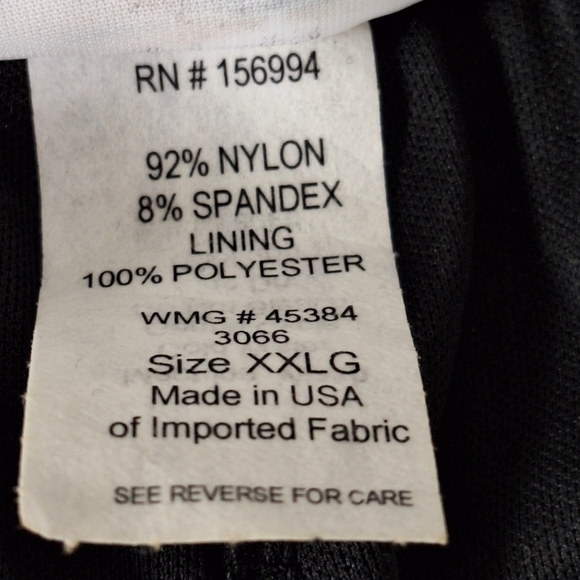 RN # 156994
92% NYLON
8% SPANDEX
LINING
100% POLYESTER
WMG # 45384
3066
Size XXLG
Made in USA
of Imported Fabric
SEE REVERSE FOR CARE